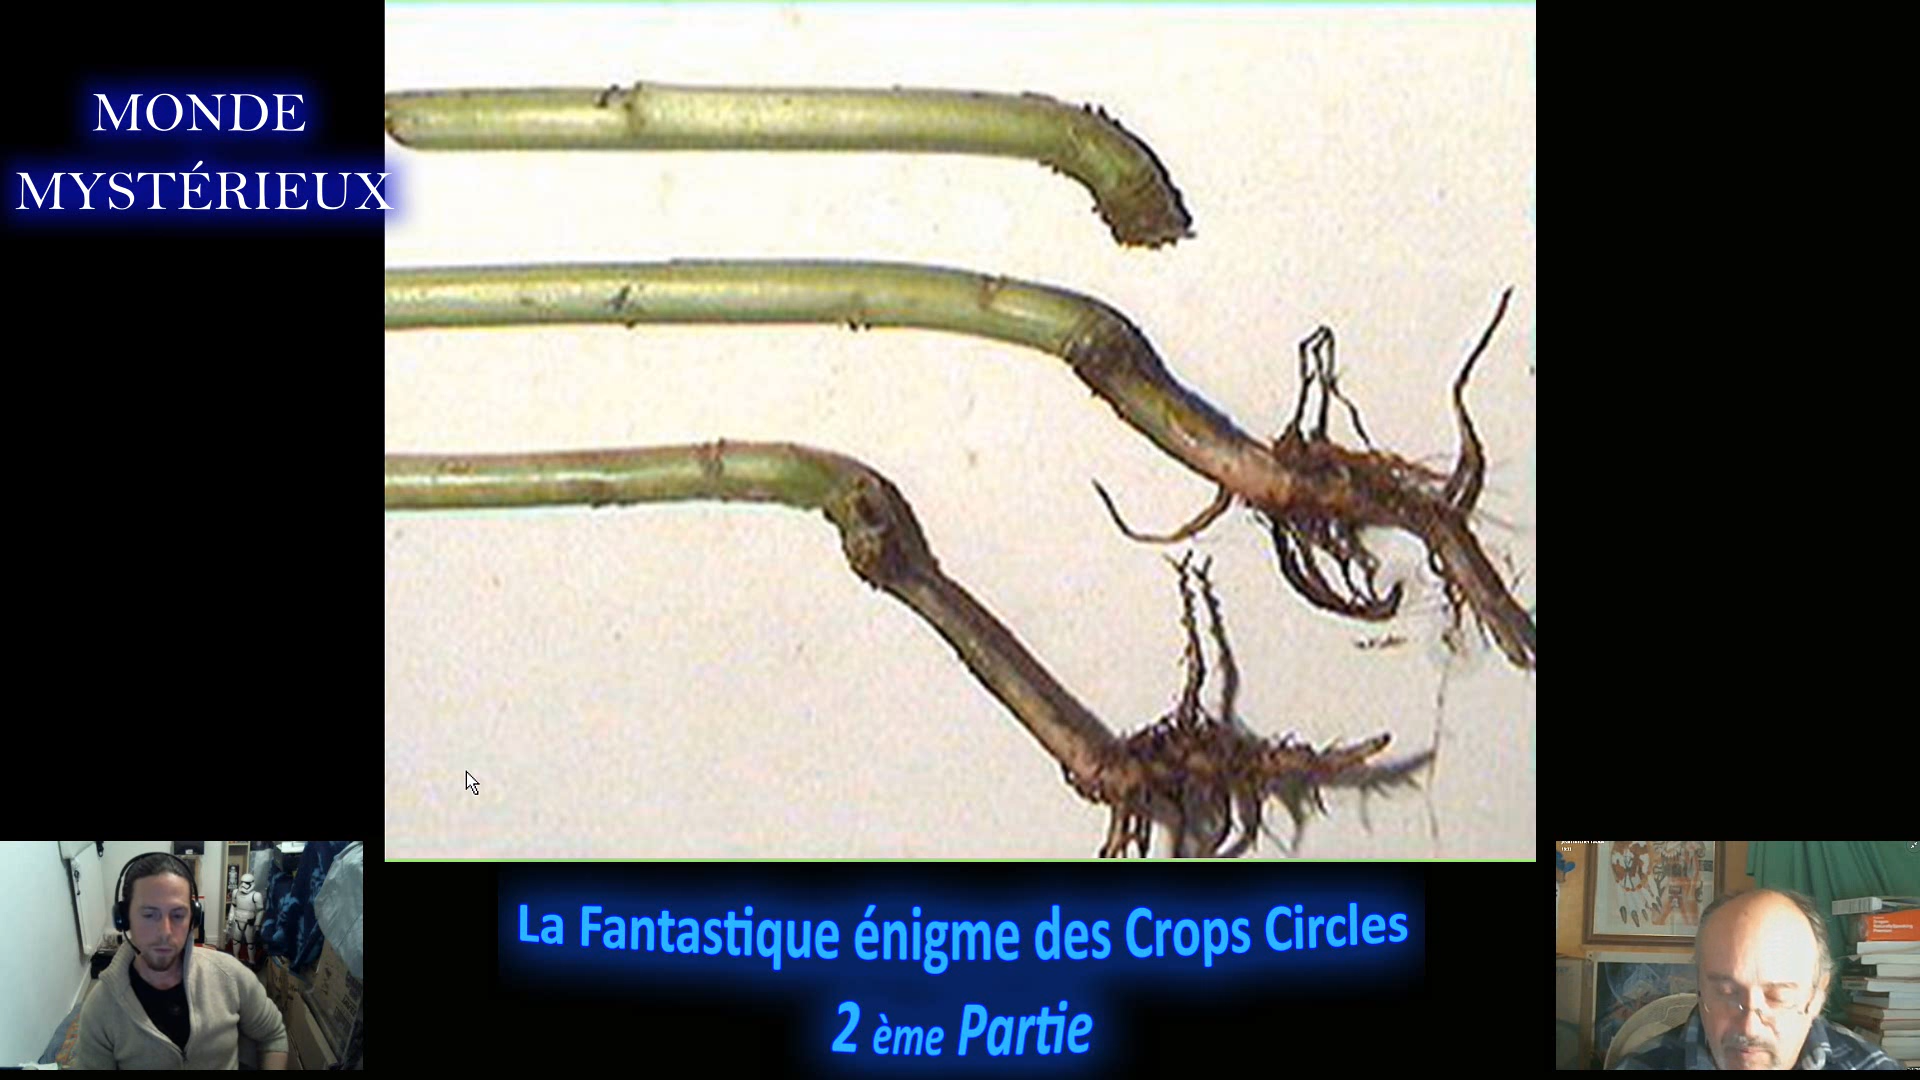 MONDE
MYSTÉRIEUX
La Fantastique énigme des Crops Circles
2 ème Partie